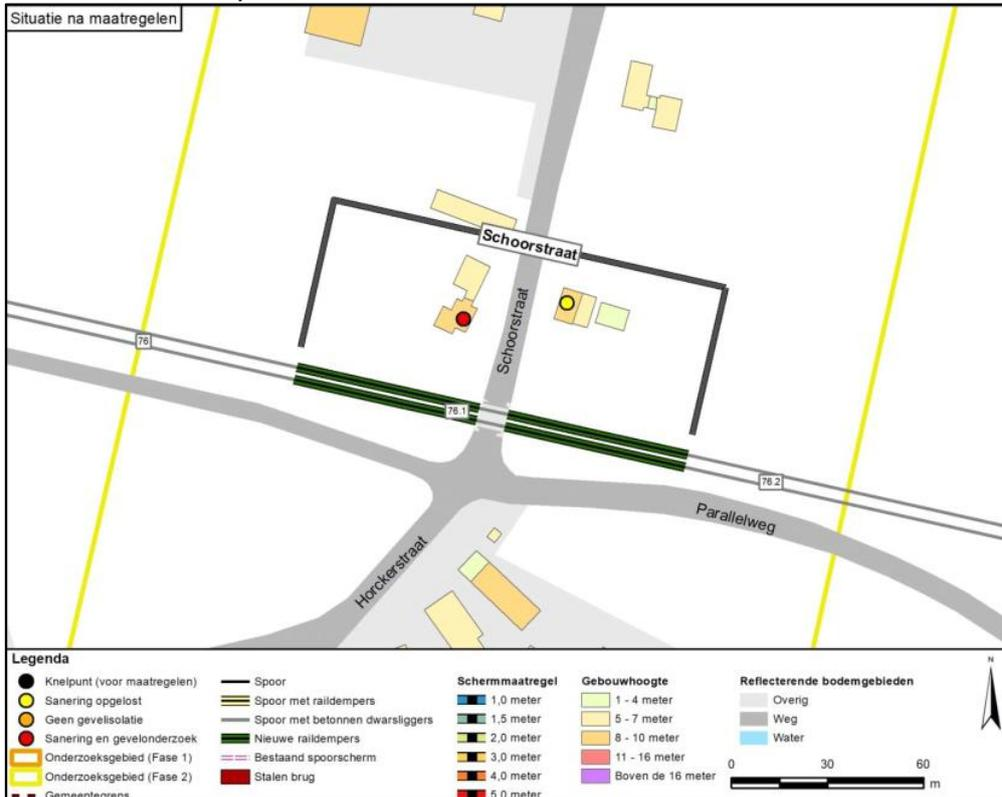 Situatie na maatregelen
Schoorstraat
Schoorstraat
76
76.1
76.2
Parallelweg
Horckerstraat
Legenda
Knelpunt (voor maatregelen)
Sanering opgelost
Geen gevelisolatie
Sanering en gevelonderzoek
Onderzoeksgebied (Fase 1)
Onderzoeksgebied (Fase 2)
Gemeentegrens
Spoor
Spoor met raildempers
Spoor met betonnen dwarsliggers
Nieuwe raildempers
Bestaand spoorscherm
Stalen brug
Schermmaatregel
1,0 meter
1,5 meter
2,0 meter
3,0 meter
4,0 meter
5,0 meter
Gebouwhoogte
1 - 4 meter
5 - 7 meter
8 - 10 meter
11 - 16 meter
Boven de 16 meter
Reflecterende bodemgebieden
Overig
Weg
Water
N
0 30 60
m